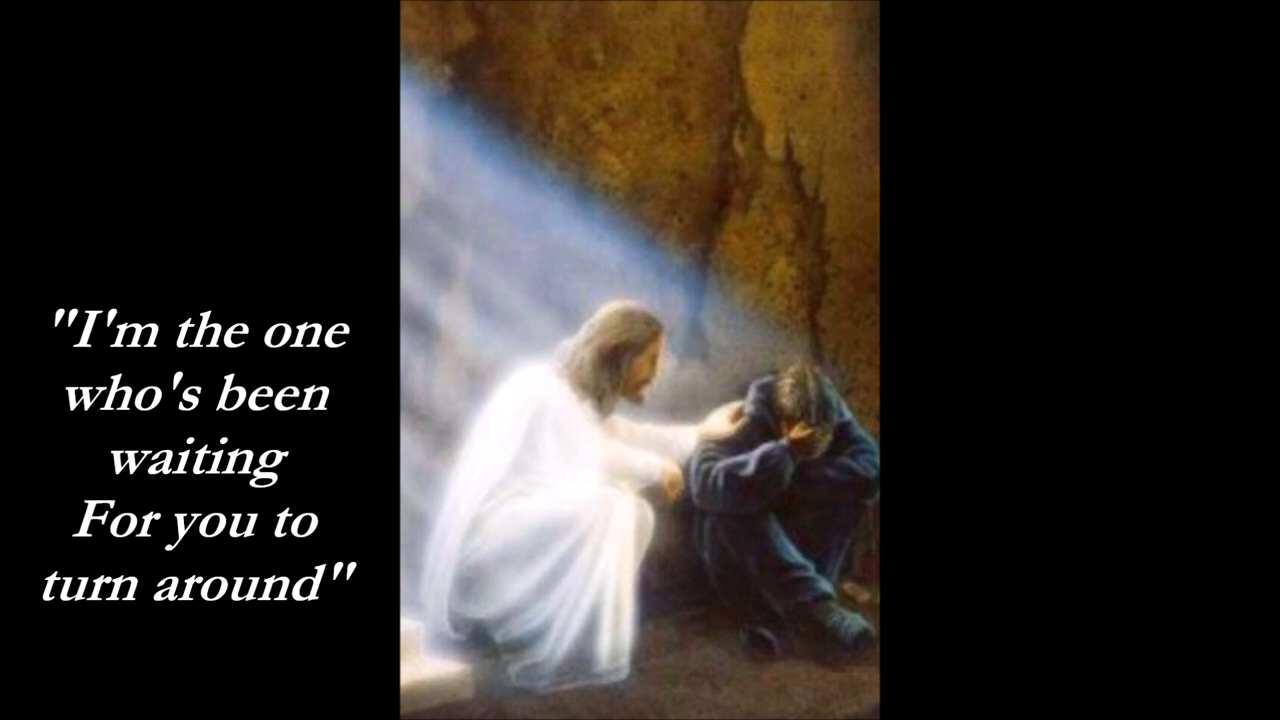 "I'm the one
who's been
waiting
For you to
turn around"